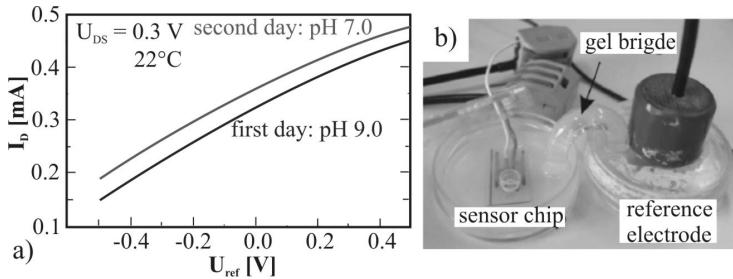 a)
U_DS = 0.3 V
22°C
second day: pH 7.0
first day: pH 9.0
I_D [mA]
0.5
0.4
0.3
0.2
0.1
-0.4
-0.2
0.0
0.2
0.4
U_ref [V]
b)
gel brigde
sensor chip
reference
electrode